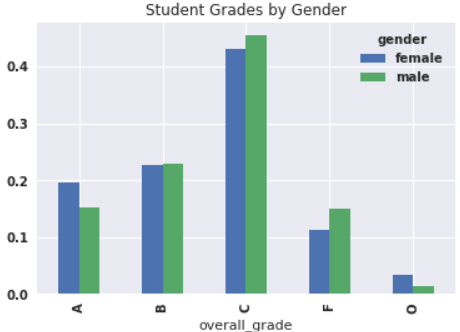 Student Grades by Gender
gender
female
male
0.4
0.3
0.2
0.1
0.0
A
B
C
F
O
overall_grade